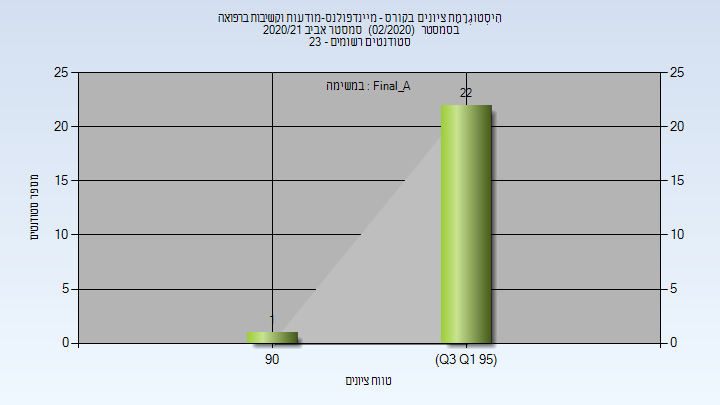 הִיסְטוגְרַמַת ציונים בקורס - מיינדפולנס-מודעות וקשיבות ברפואה
בסמסטר (02/2020) סמסטר אביב 2020/21
סטודנטים רשומים - 23
במשימה : Final_A
25 25
22
20 20
15 15
10 10
5 5
1
0 0
מספר סטודנטים
90 (Q3 Q1 95)
טווח ציונים